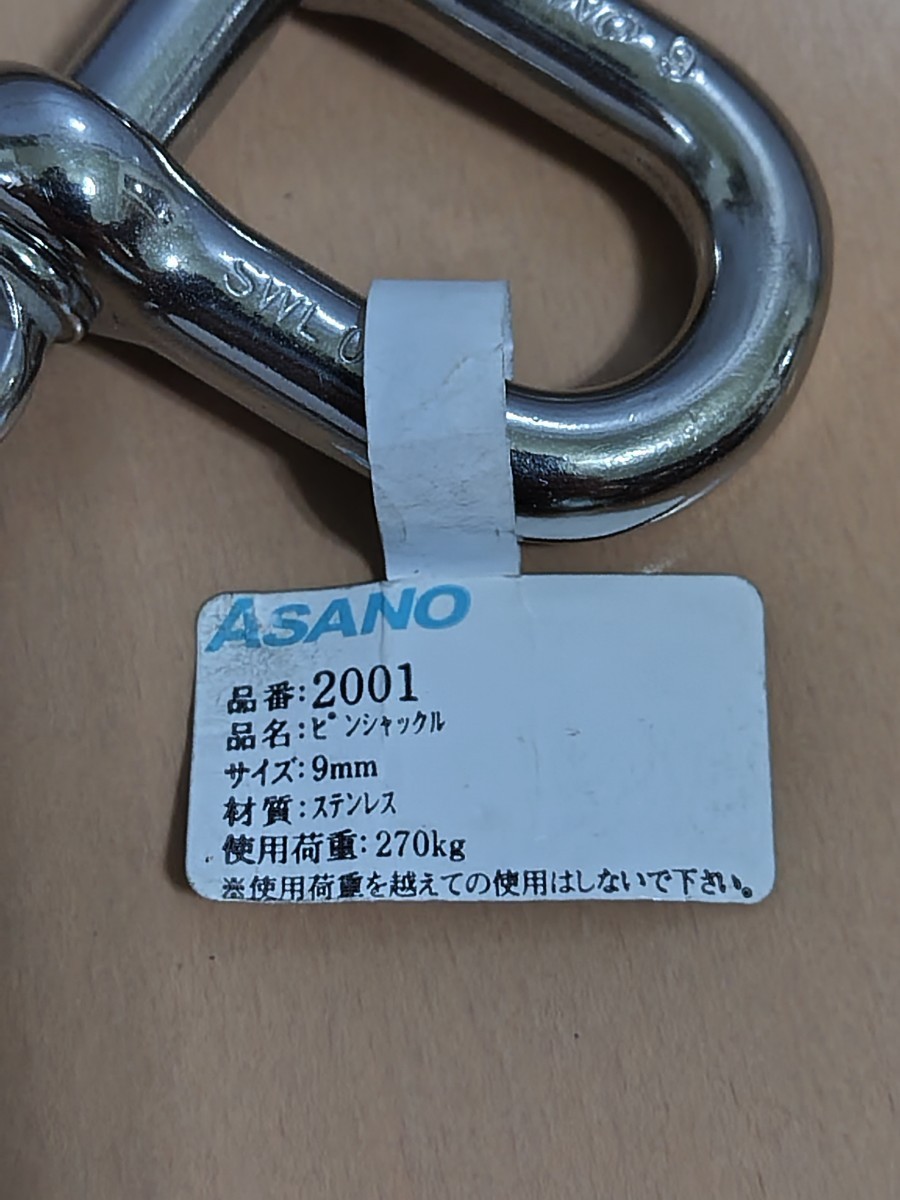 9
SWL
ASANO
品番:2001
品名:ピンシャックル
サイズ:9mm
材質:ステンレス
使用荷重:270kg
※使用荷重を越えての使用はしないで下さい。